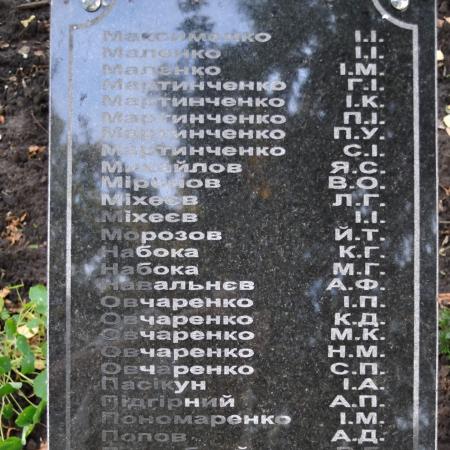 Максименко І.І.
Маленко І.І.
Маленко І.М.
Мартинченко Г.І.
Мартивченко І.К.
Мартинченко П.І.
Мартинченко П.У.
Мартинченко С.І.
Михайлов Я.С.
Міронов В.О.
Міхеєв Л.Г.
Міхеєв І.І.
Морозов Й.Т.
Набока К.Г.
Набока М.Г.
Навальнєв А.Ф.
Овчаренко І.П.
Овчаренко К.Д.
Овчаренко М.К.
Овчаренко Н.М.
Овчаренко С.П.
Пасікун І.А.
Підгірний А.П.
Пономаренко І.М.
Попов А.Д.